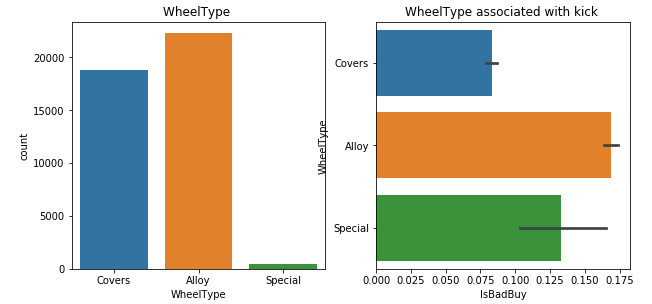 WheelType
count
20000
15000
10000
5000
0
Covers Alloy Special
WheelType
WheelType associated with kick
WheelType
Covers
Alloy
Special
0.000 0.025 0.050 0.075 0.100 0.125 0.150 0.175
IsBadBuy